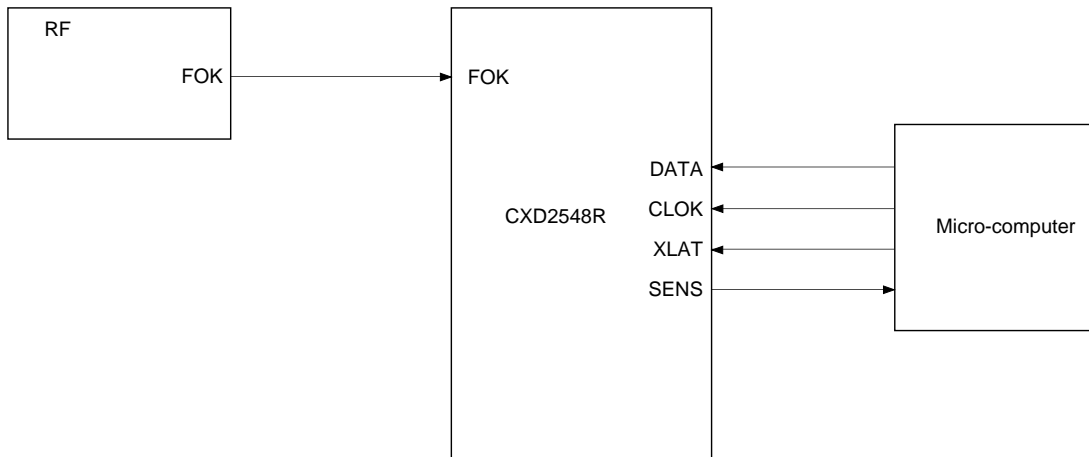 RF
FOK
FOK
DATA
CLOK
CXD2548R
XLAT
Micro-computer
SENS